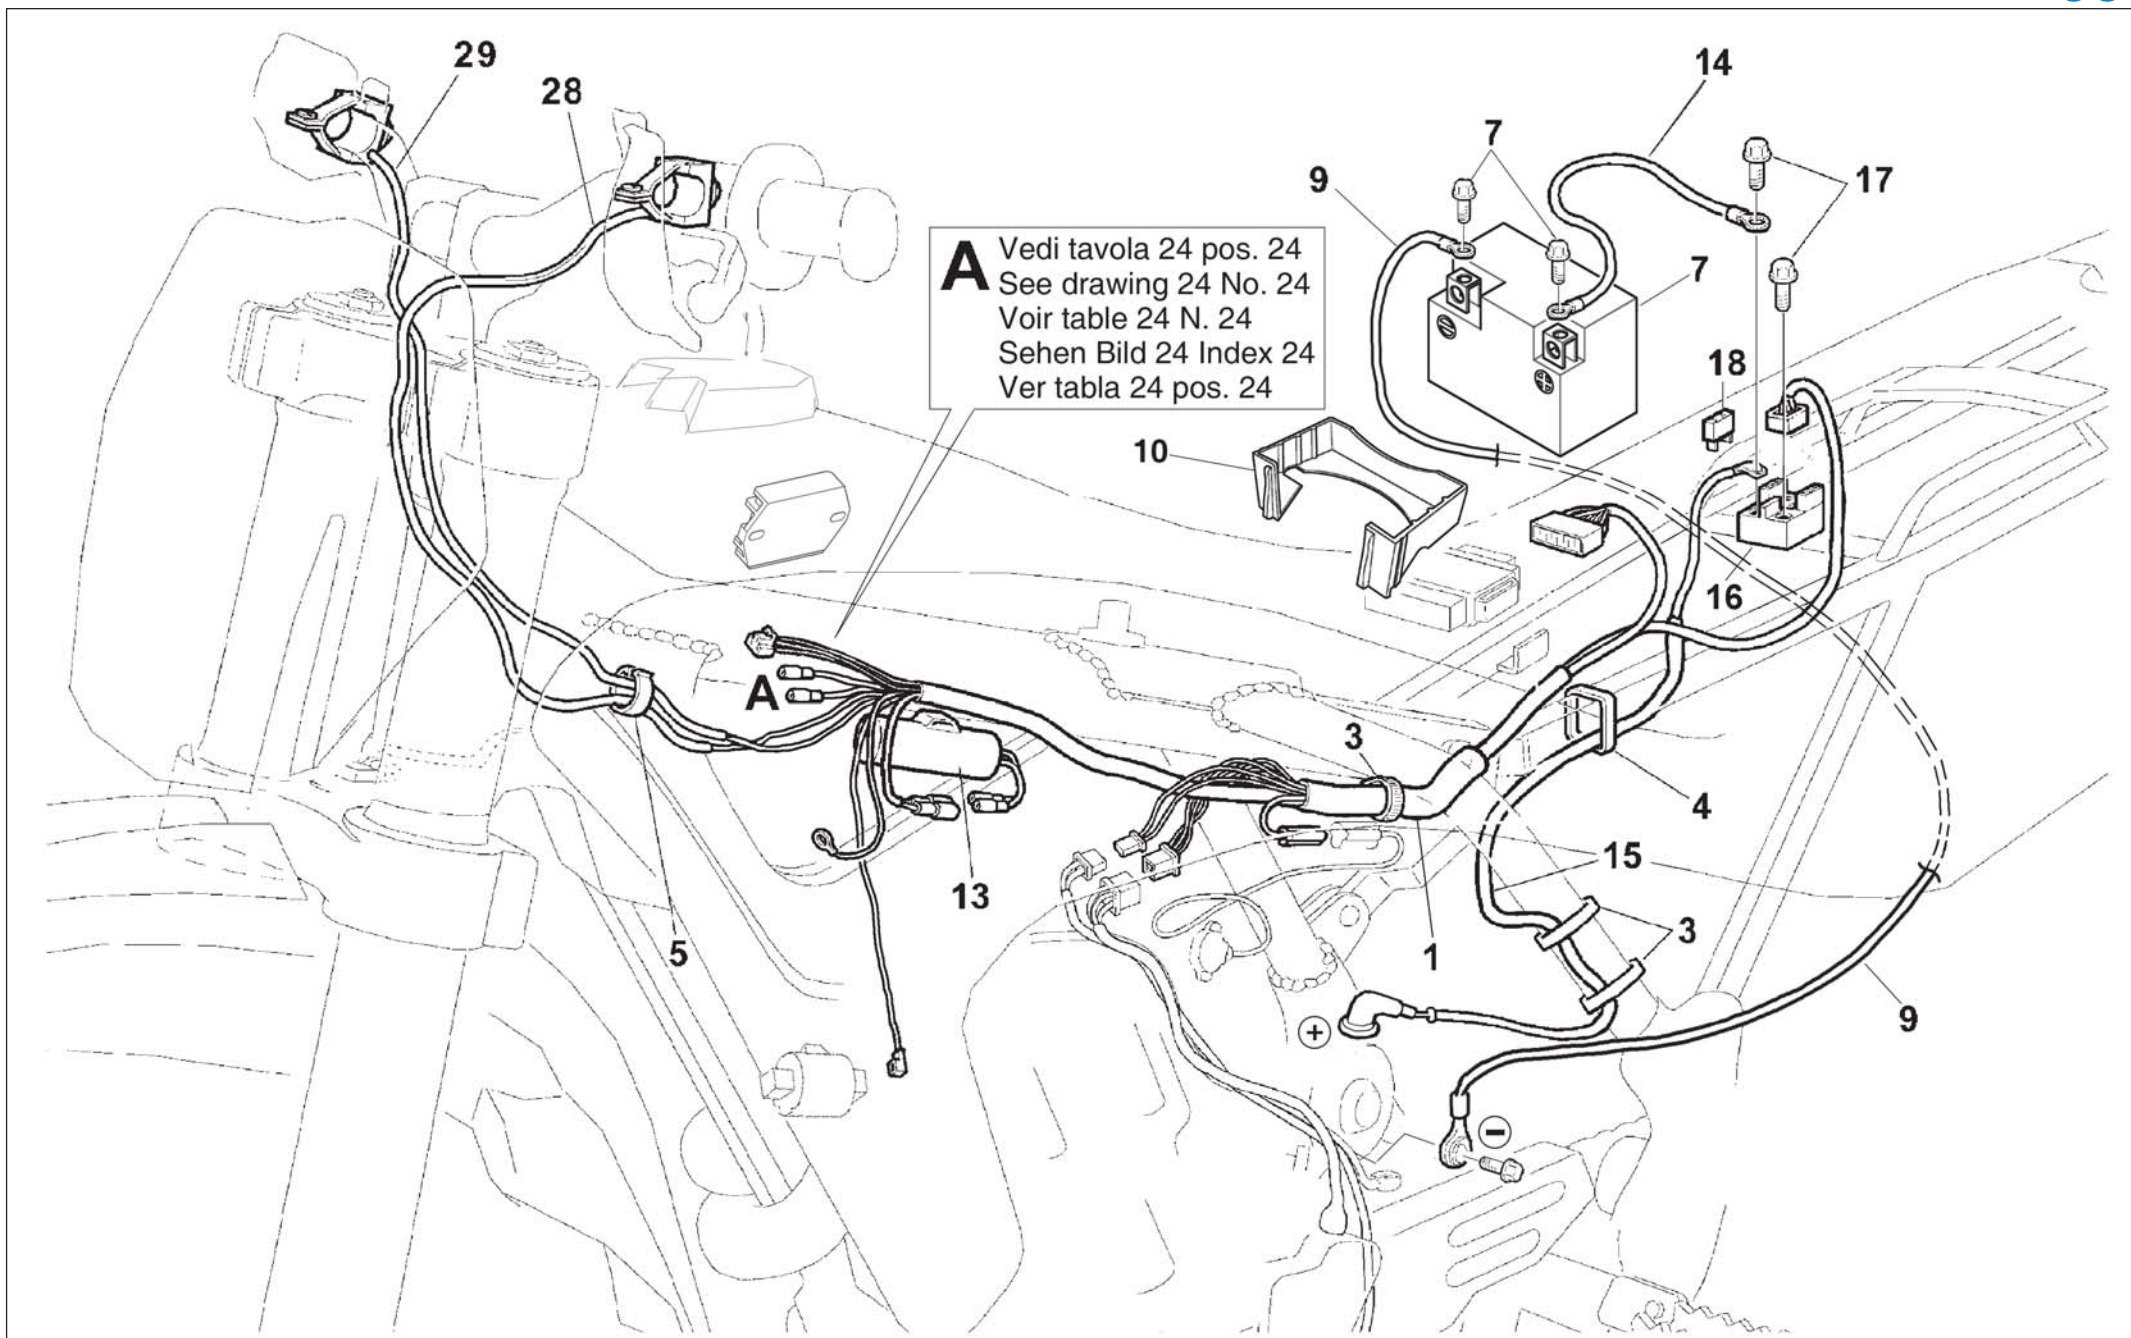 29
28
14
7
9
17
A
Vedi tavola 24 pos. 24
See drawing 24 No. 24
Voir table 24 N. 24
Sehen Bild 24 Index 24
Ver tabla 24 pos. 24
7
18
10
16
A
3
4
15
13
5
1
3
+
9
−